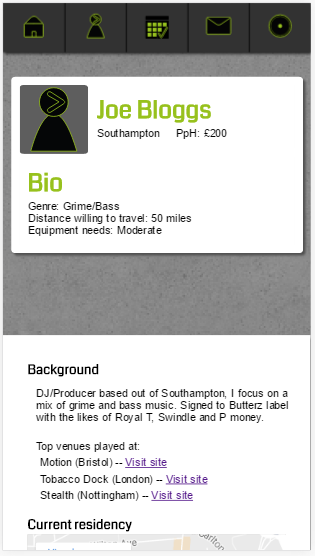 Joe Bloggs
Southampton PpH: £200
Bio
Genre: Grime/Bass
Distance willing to travel: 50 miles
Equipment needs: Moderate
Background
DJ/Producer based out of Southampton, I focus on a
mix of grime and bass music. Signed to Butterz label
with the likes of Royal T, Swindle and P money.
Top venues played at:
Motion (Bristol) -- Visit site
Tobacco Dock (London) -- Visit site
Stealth (Nottingham) -- Visit site
Current residency